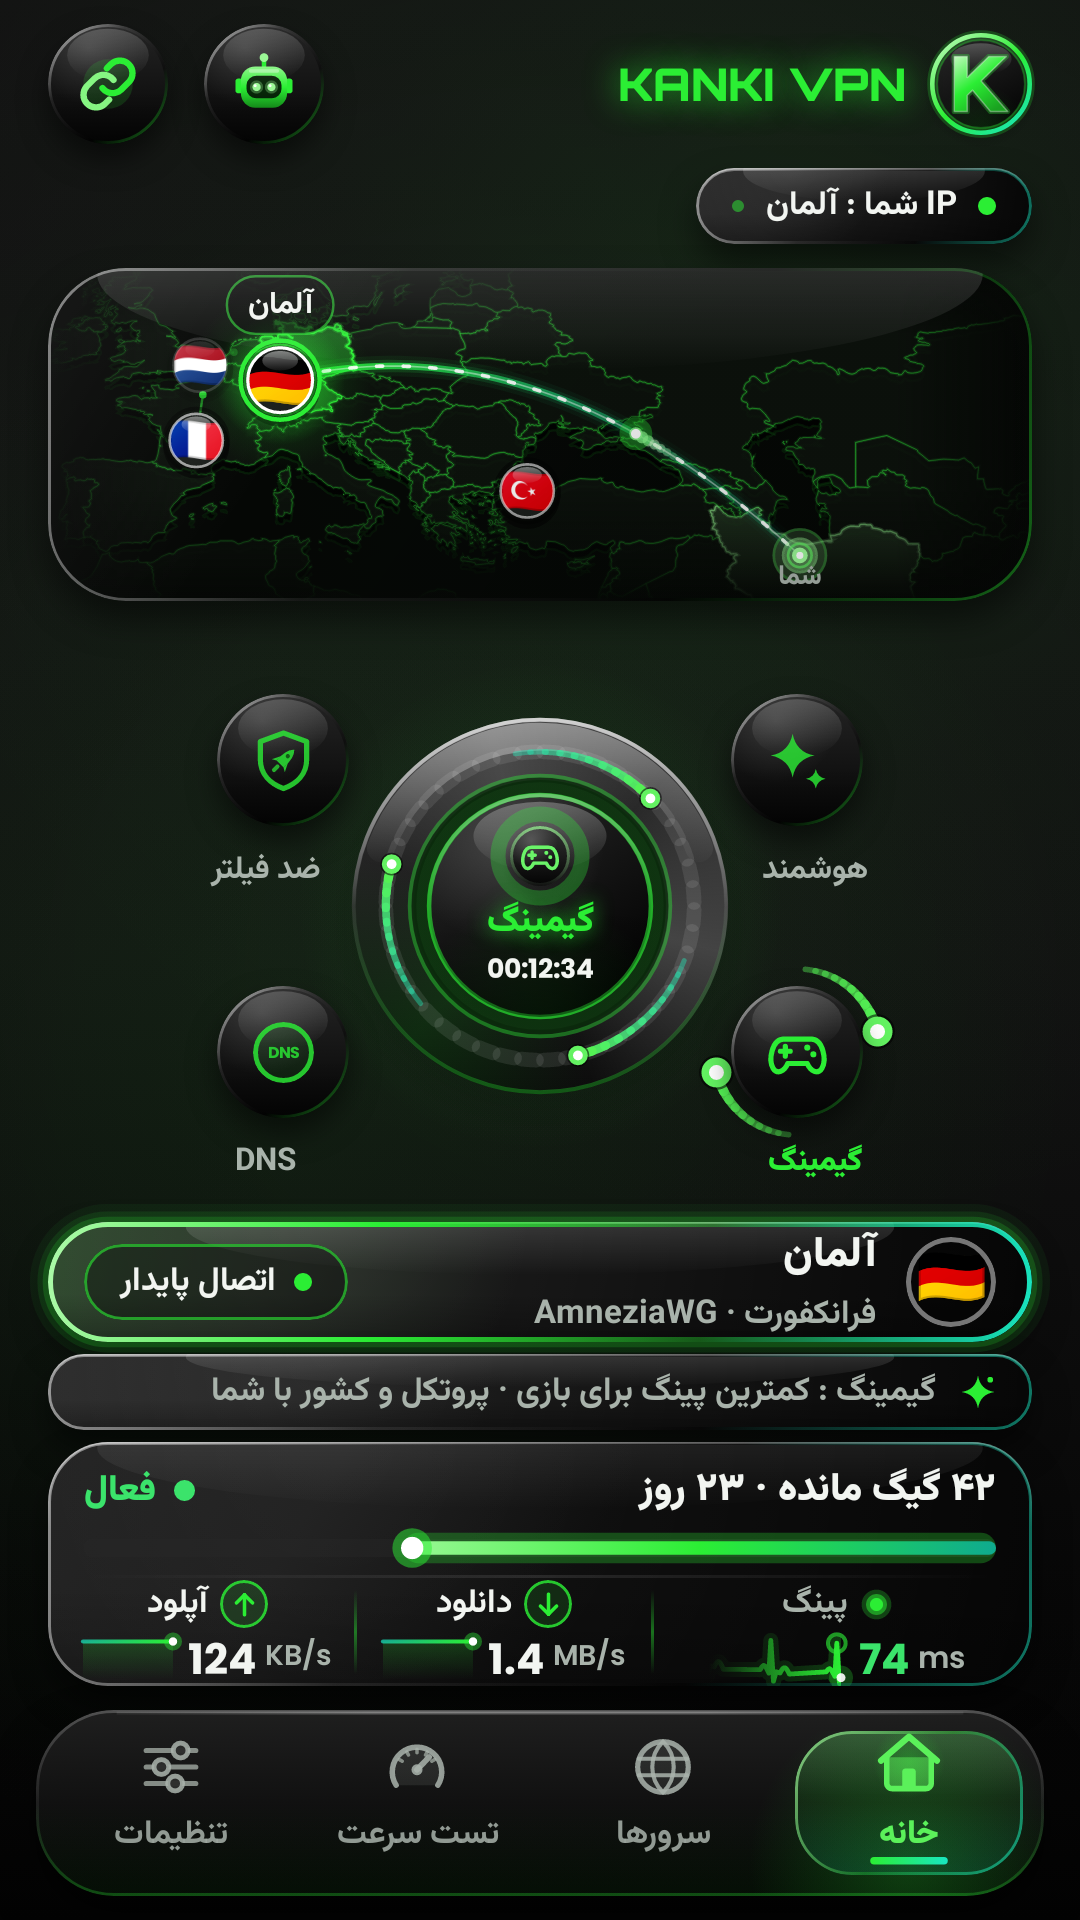 KANKI VPN K
IP شما : آلمان
آلمان
شما
هوشمند
ضد فیلتر
گیمینگ
00:12:34
DNS
گیمینگ
DNS
آلمان
فرانکفورت · AmneziaWG
اتصال پایدار
گیمینگ : کمترین پینگ برای بازی · پروتکل و کشور با شما
۴۲ گیگ مانده · ۲۳ روز
فعال
پینگ
74 ms
دانلود
1.4 MB/s
آپلود
124 KB/s
خانه
سرورها
تست سرعت
تنظیمات